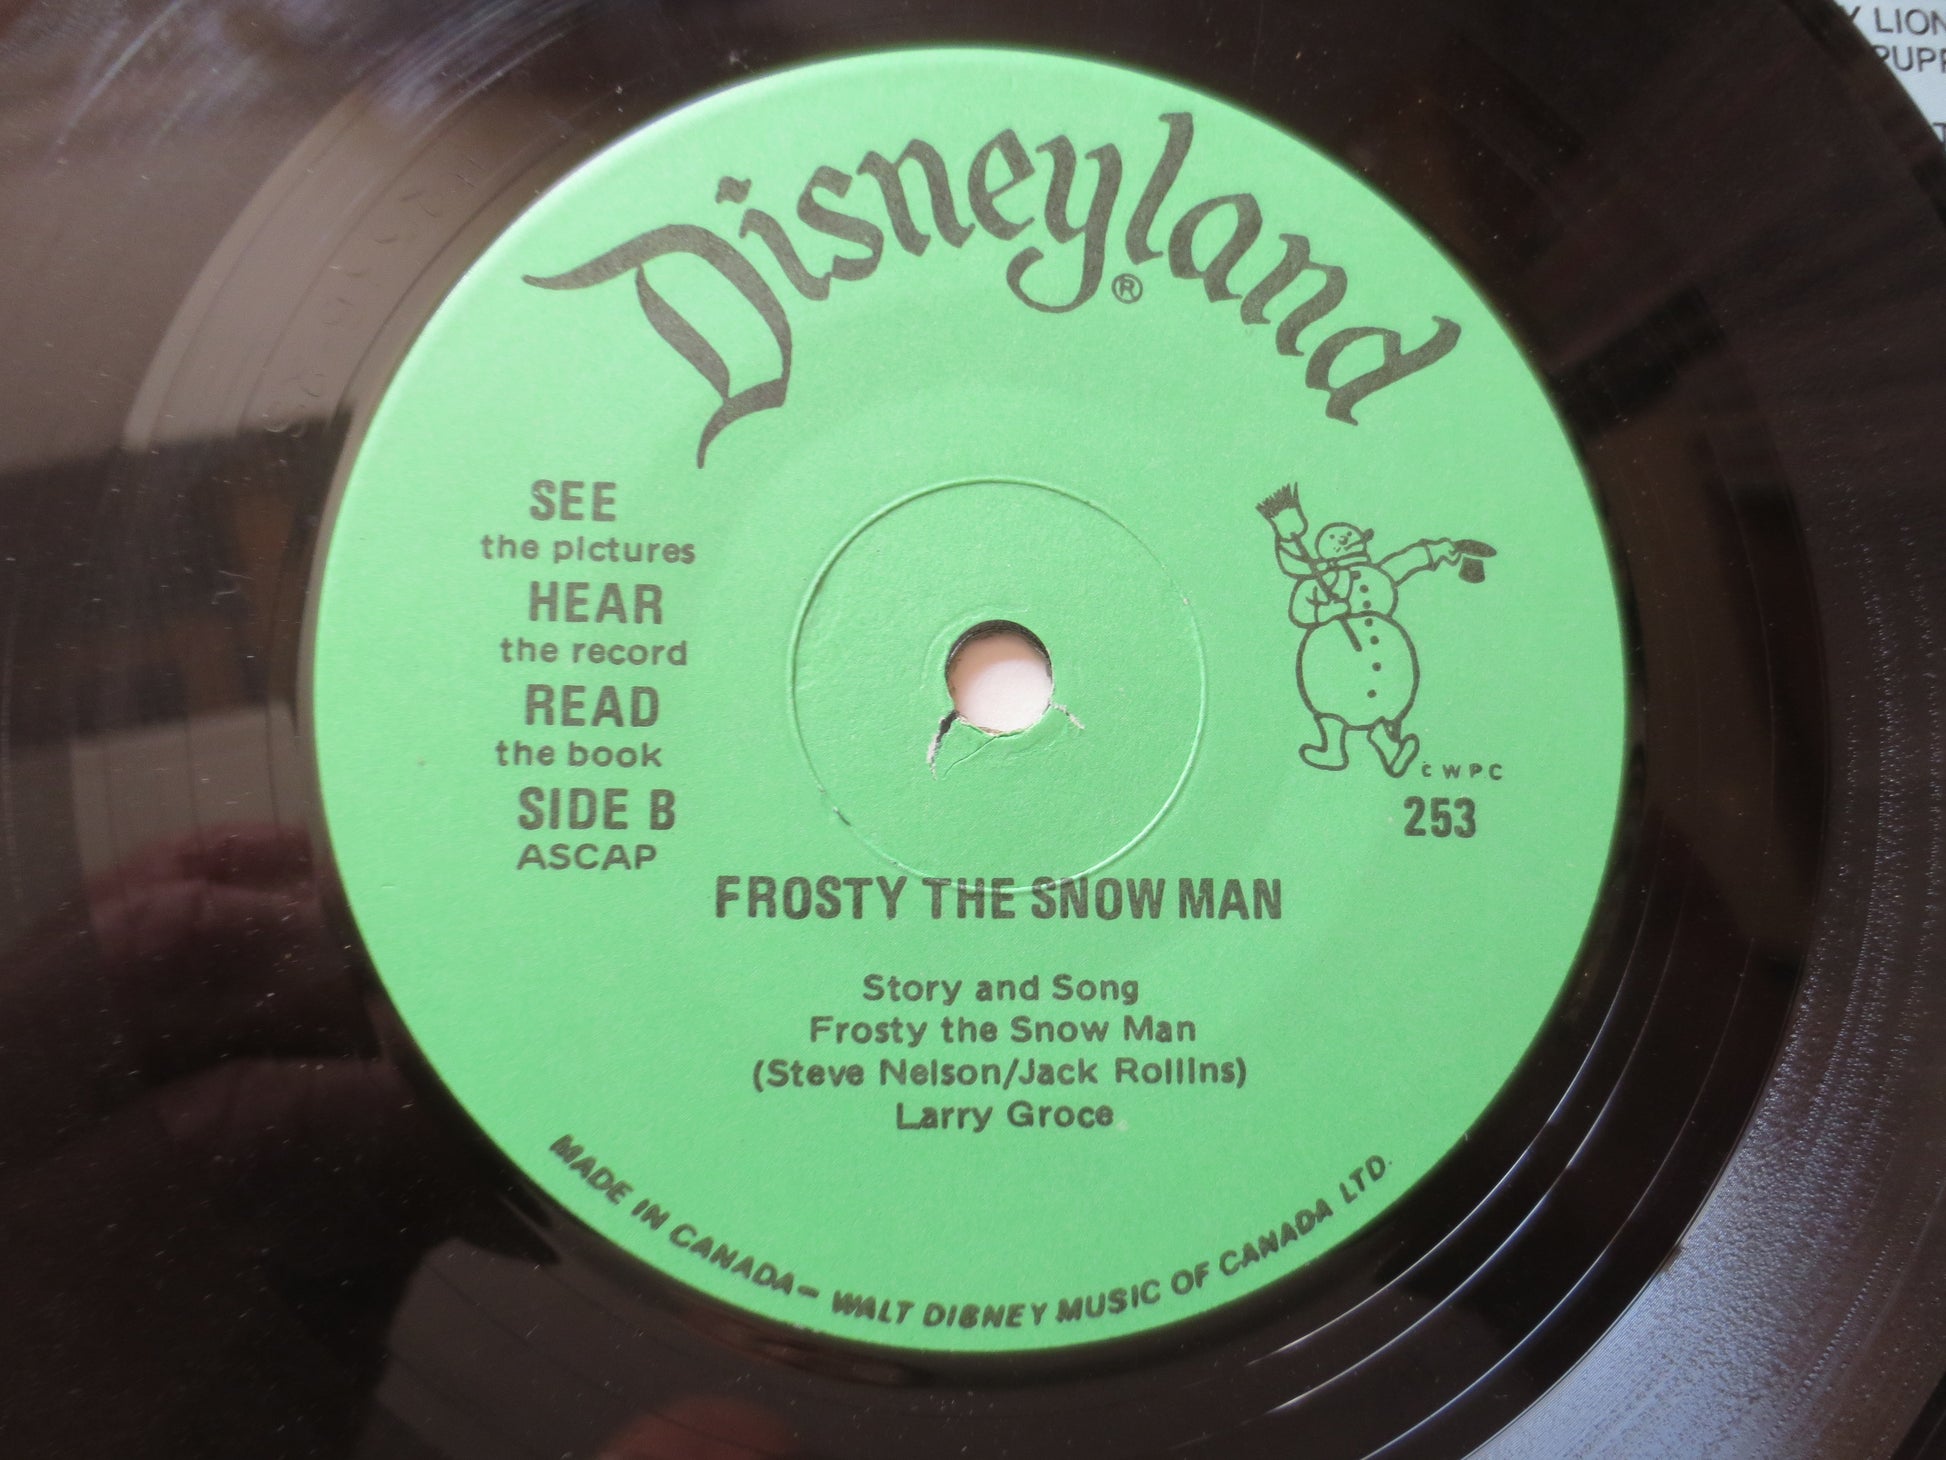 Disneyland®
SEE
the pictures
HEAR
the record
READ
the book
SIDE B
ASCAP
c W P C
253
FROSTY THE SNOW MAN
Story and Song
Frosty the Snow Man
(Steve Nelson/Jack Rollins)
Larry Groce
MADE IN CANADA – WALT DISNEY MUSIC OF CANADA LTD.
LION